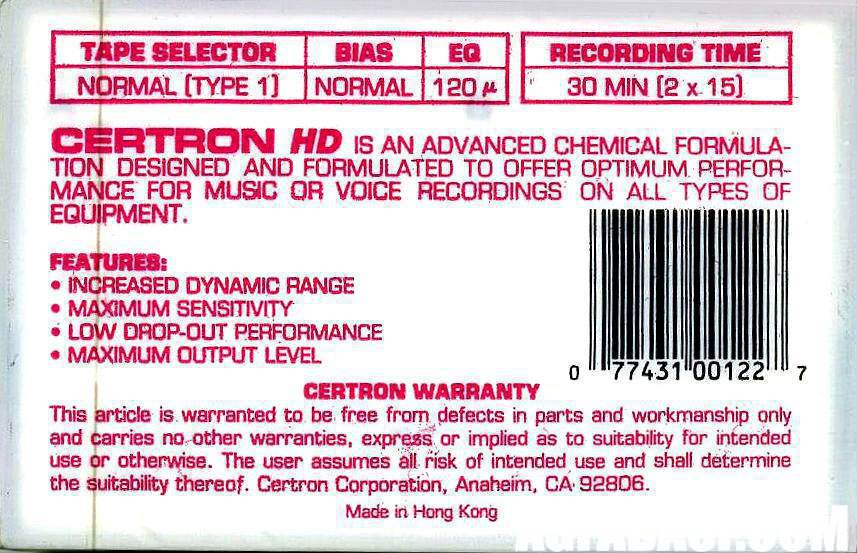 TAPE SELECTOR BIAS EQ RECORDING TIME
NORMAL (TYPE 1) NORMAL 120 µ 30 MIN (2 x 15)
CERTRON HD IS AN ADVANCED CHEMICAL FORMULA-
TION DESIGNED AND FORMULATED TO OFFER OPTIMUM PERFOR-
MANCE FOR MUSIC OR VOICE RECORDINGS ON ALL TYPES OF
EQUIPMENT.
FEATURES:
• INCREASED DYNAMIC RANGE
• MAXIMUM SENSITIVITY
• LOW DROP-OUT PERFORMANCE
• MAXIMUM OUTPUT LEVEL
0 77431 00122 7
CERTRON WARRANTY
This article is warranted to be free from defects in parts and workmanship only
and carries no other warranties, express or implied as to suitability for intended
use or otherwise. The user assumes all risk of intended use and shall determine
the suitability thereof. Certron Corporation, Anaheim, CA 92806.
Made in Hong Kong